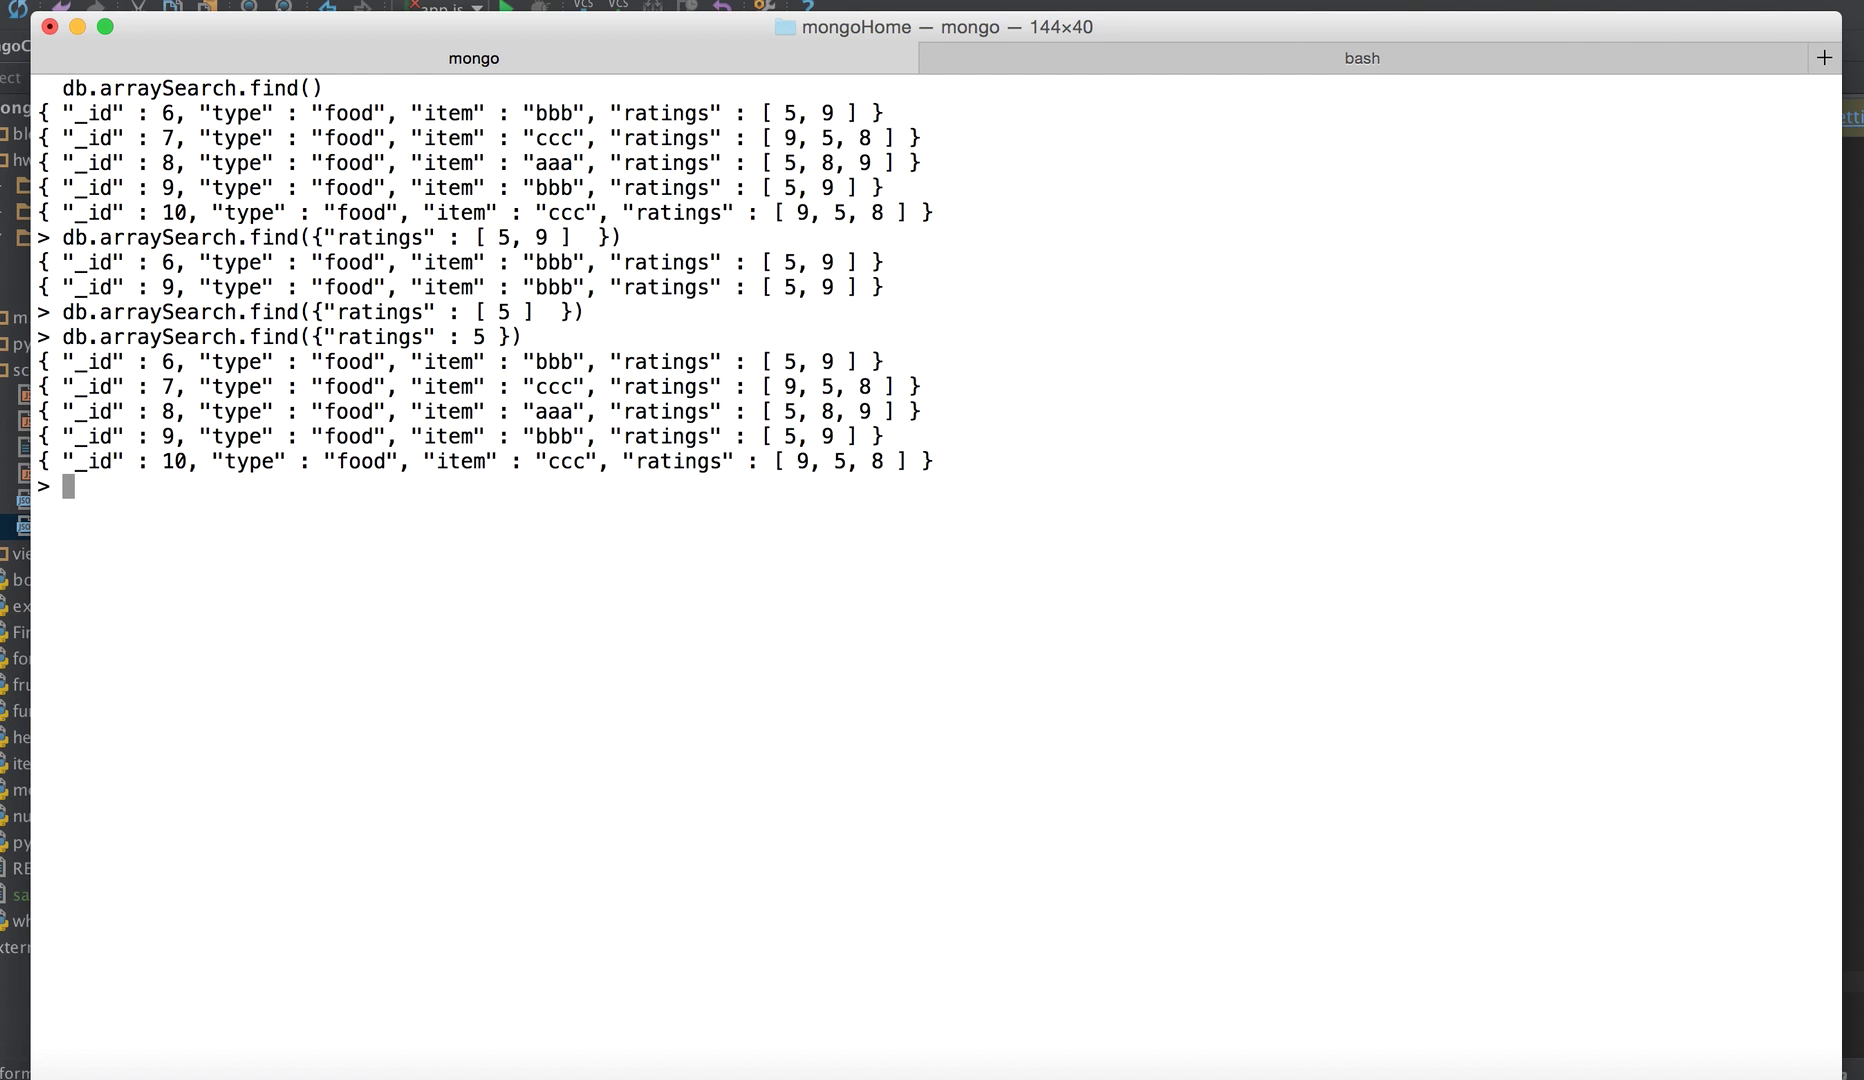 mongoHome — mongo — 144×40
mongo
bash
+
db.arraySearch.find()
{ "_id" : 6, "type" : "food", "item" : "bbb", "ratings" : [ 5, 9 ] }
{ "_id" : 7, "type" : "food", "item" : "ccc", "ratings" : [ 9, 5, 8 ] }
{ "_id" : 8, "type" : "food", "item" : "aaa", "ratings" : [ 5, 8, 9 ] }
{ "_id" : 9, "type" : "food", "item" : "bbb", "ratings" : [ 5, 9 ] }
{ "_id" : 10, "type" : "food", "item" : "ccc", "ratings" : [ 9, 5, 8 ] }
> db.arraySearch.find({"ratings" : [ 5, 9 ]  })
{ "_id" : 6, "type" : "food", "item" : "bbb", "ratings" : [ 5, 9 ] }
{ "_id" : 9, "type" : "food", "item" : "bbb", "ratings" : [ 5, 9 ] }
> db.arraySearch.find({"ratings" : [ 5 ]  })
> db.arraySearch.find({"ratings" : 5 })
{ "_id" : 6, "type" : "food", "item" : "bbb", "ratings" : [ 5, 9 ] }
{ "_id" : 7, "type" : "food", "item" : "ccc", "ratings" : [ 9, 5, 8 ] }
{ "_id" : 8, "type" : "food", "item" : "aaa", "ratings" : [ 5, 8, 9 ] }
{ "_id" : 9, "type" : "food", "item" : "bbb", "ratings" : [ 5, 9 ] }
{ "_id" : 10, "type" : "food", "item" : "ccc", "ratings" : [ 9, 5, 8 ] }
>